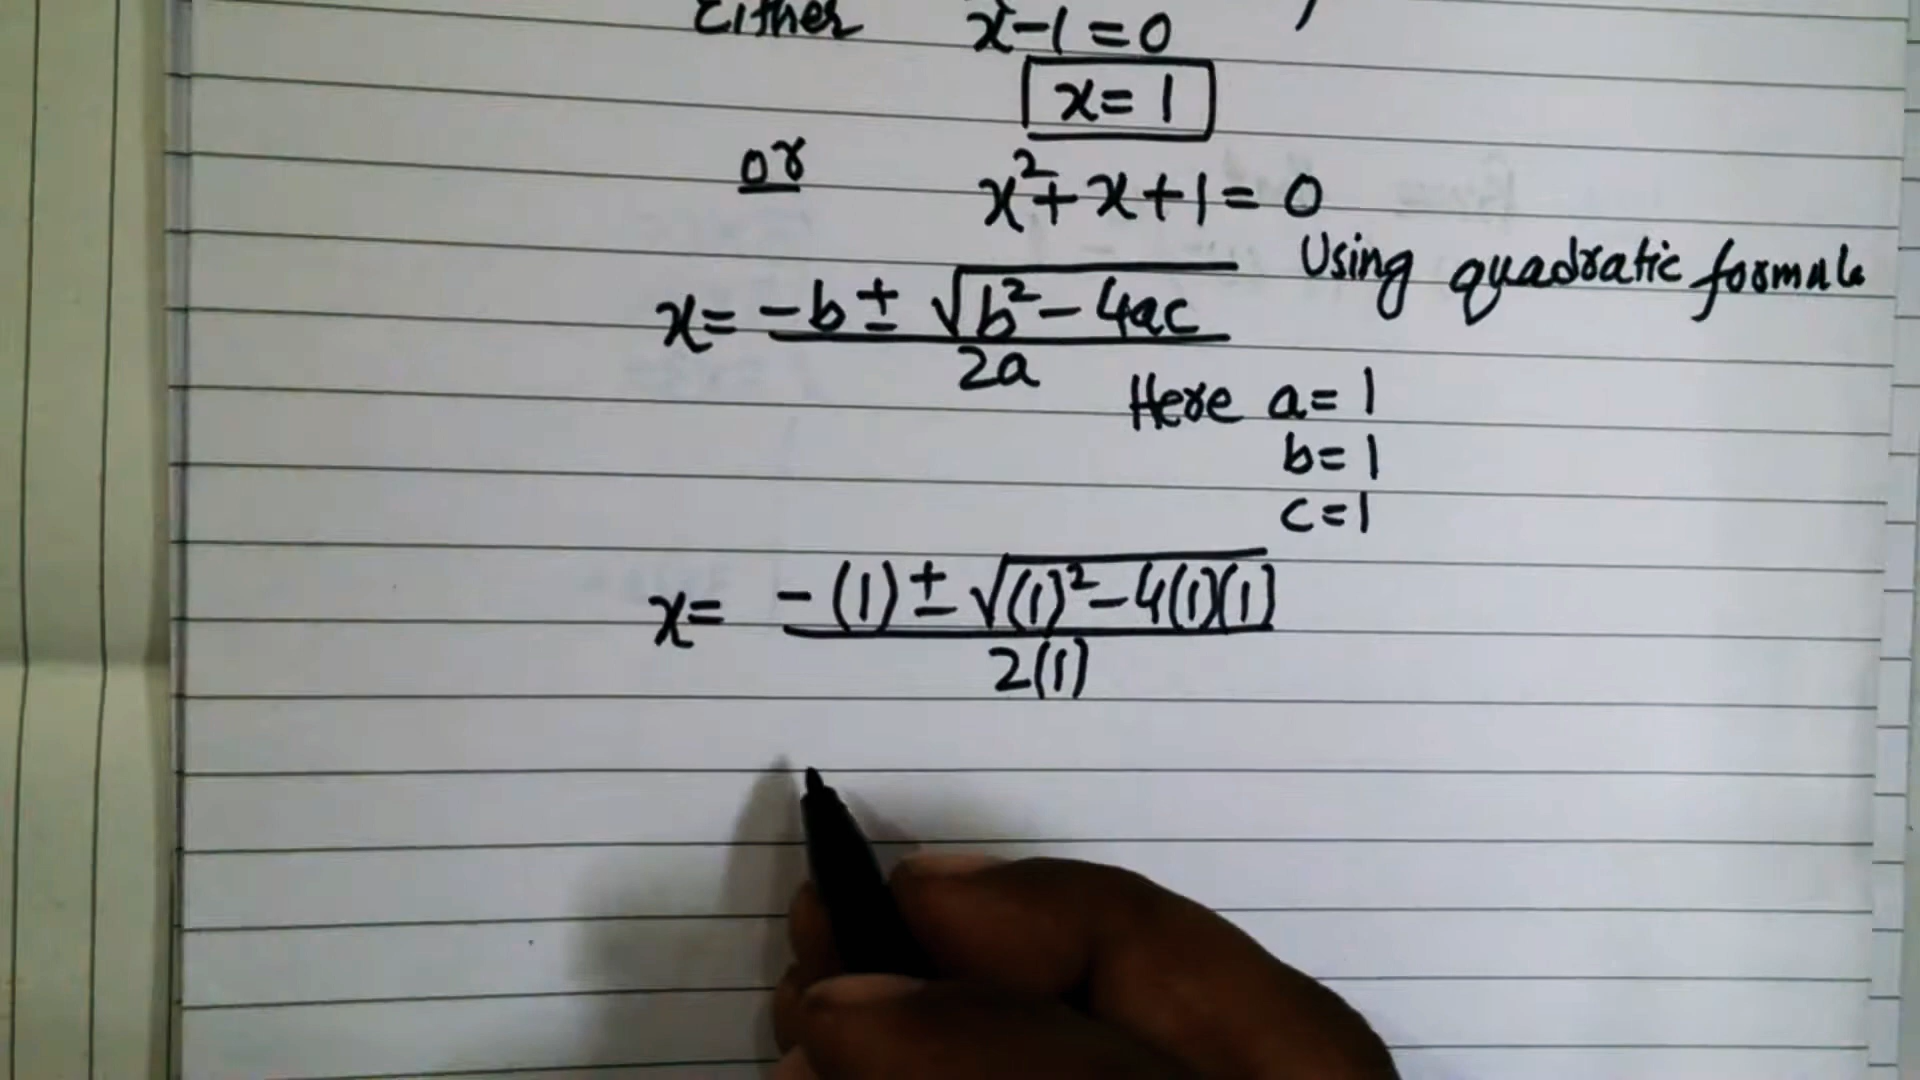 Either x-1=0
x=1
or x²+x+1=0
Using quadratic formula
x= -b±√b²-4ac / 2a
Here a=1
b=1
c=1
x= -(1)±√(1)²-4(1)(1) / 2(1)